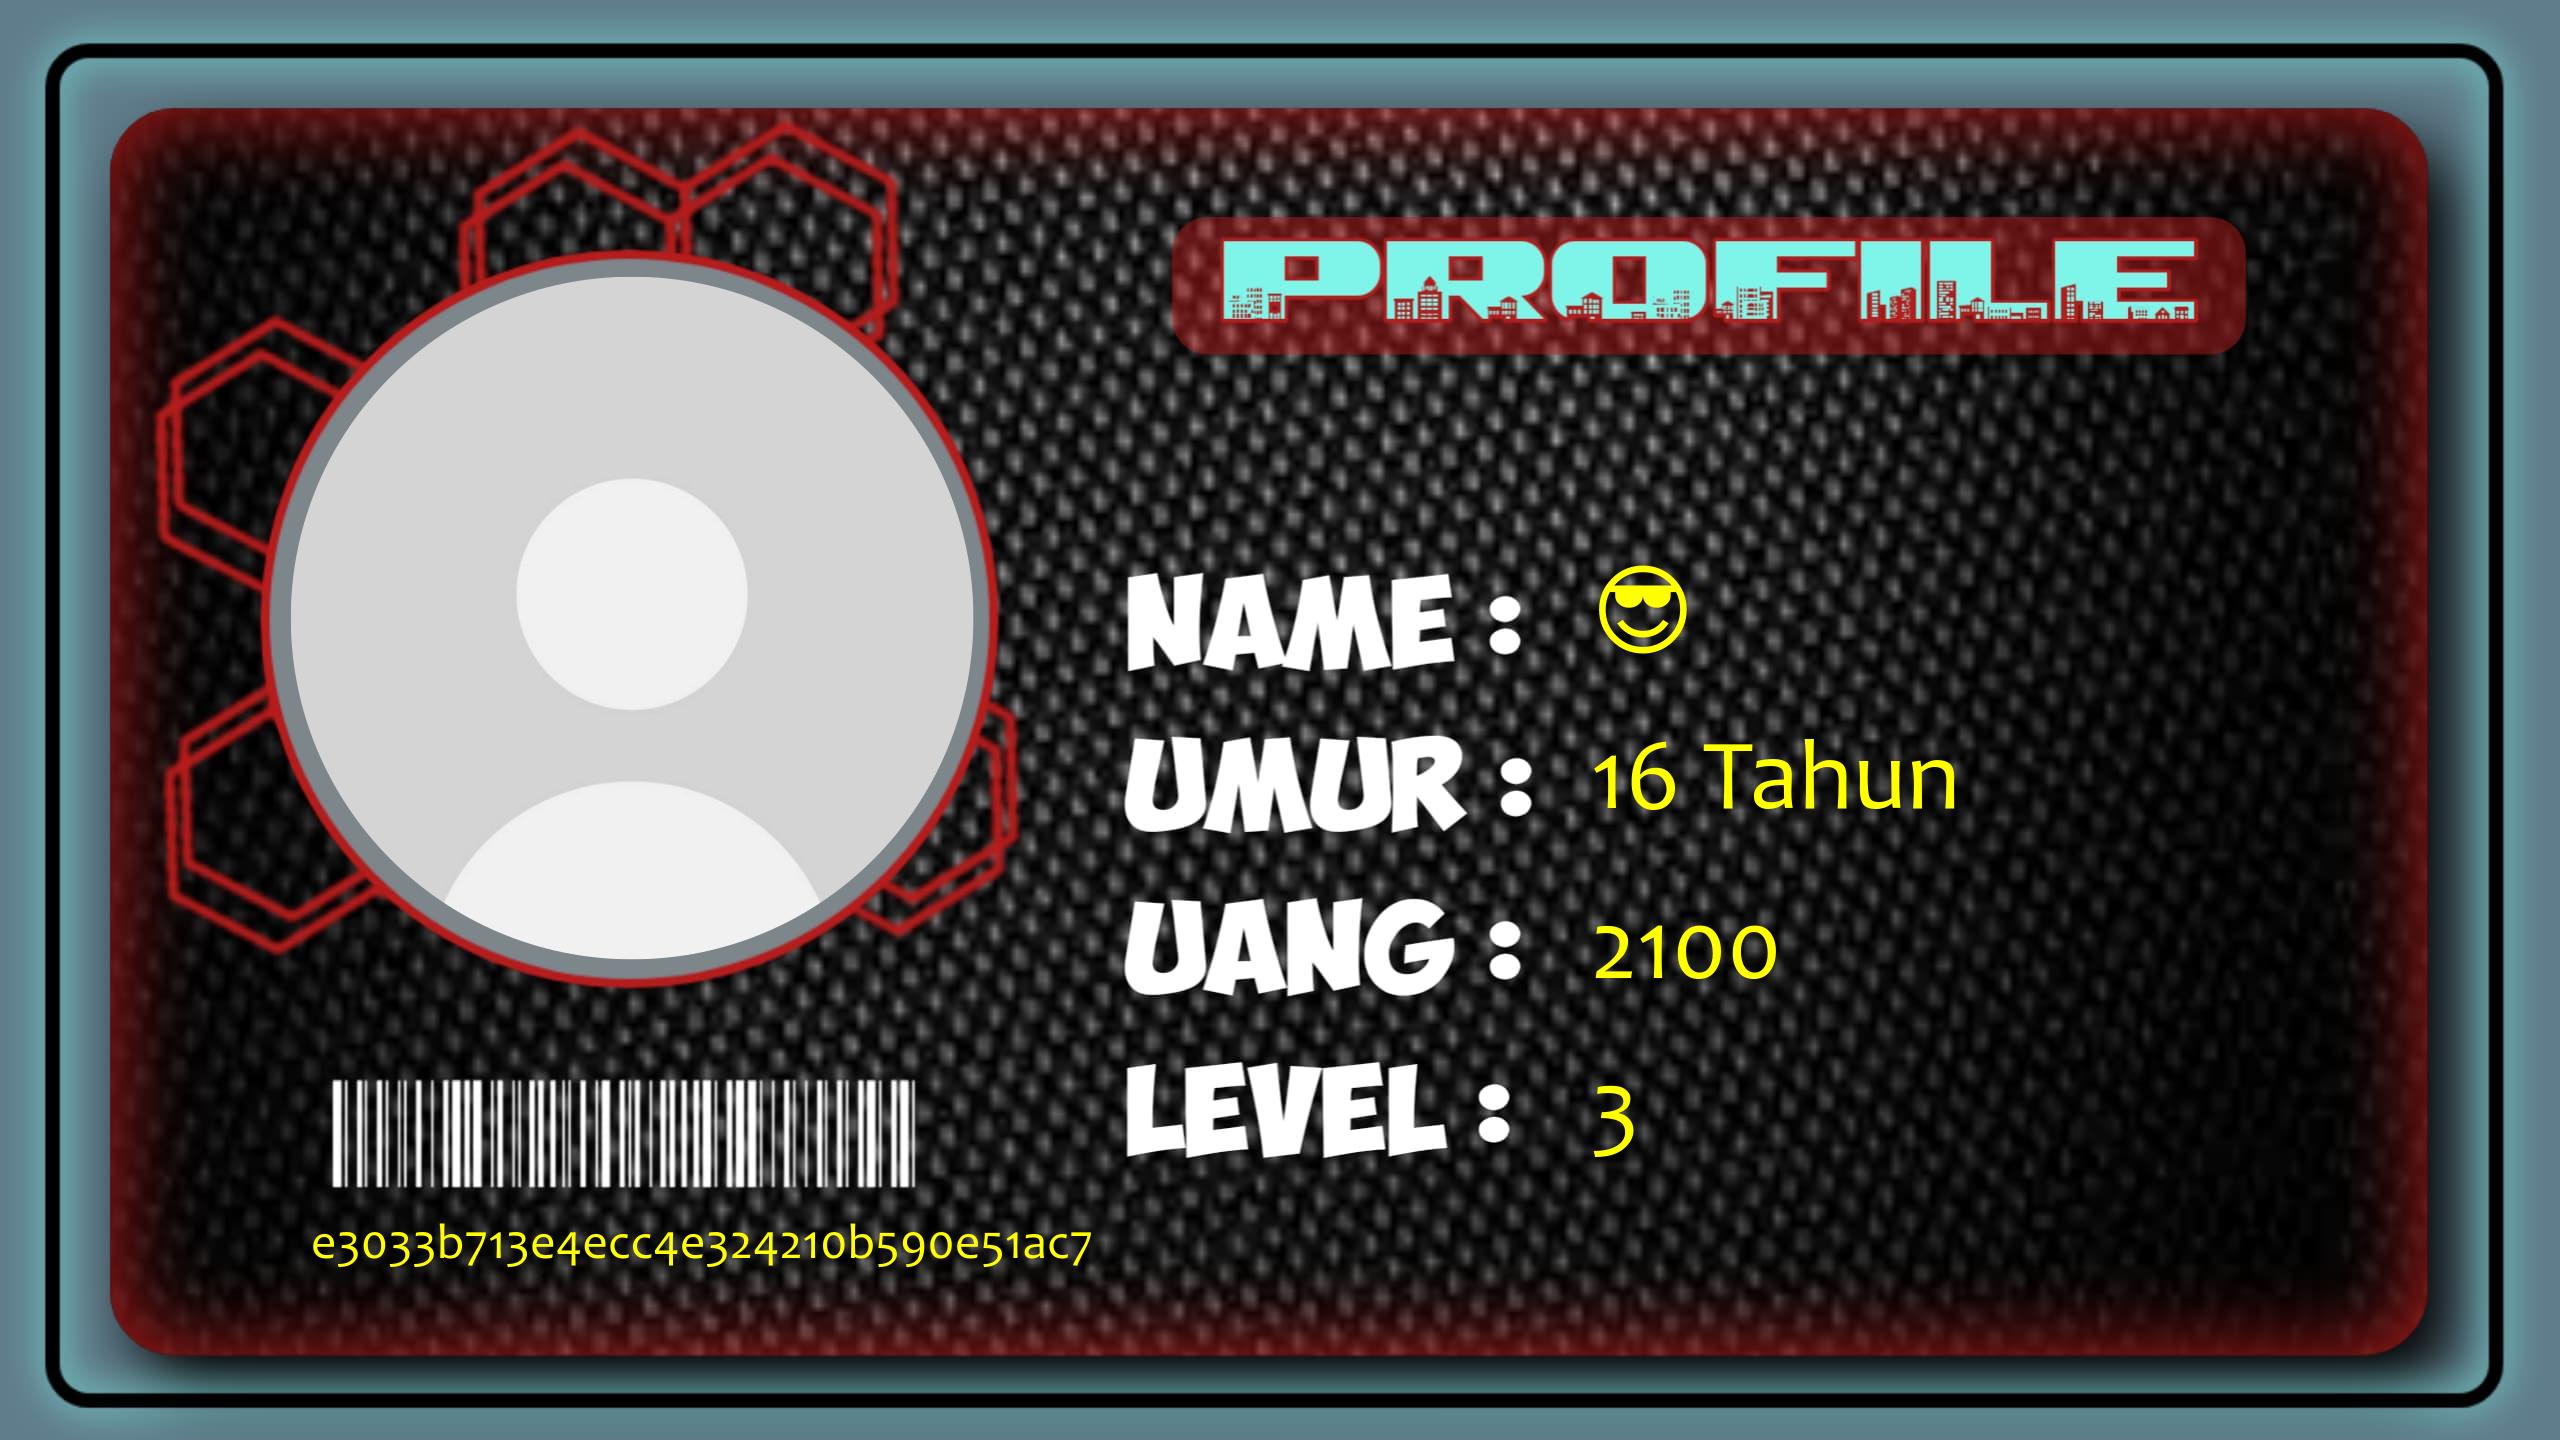 PROFILE
NAME : 😎
UMUR : 16 Tahun
UANG : 2100
LEVEL : 3
e3033b713e4ecc4e324210b590e51ac7